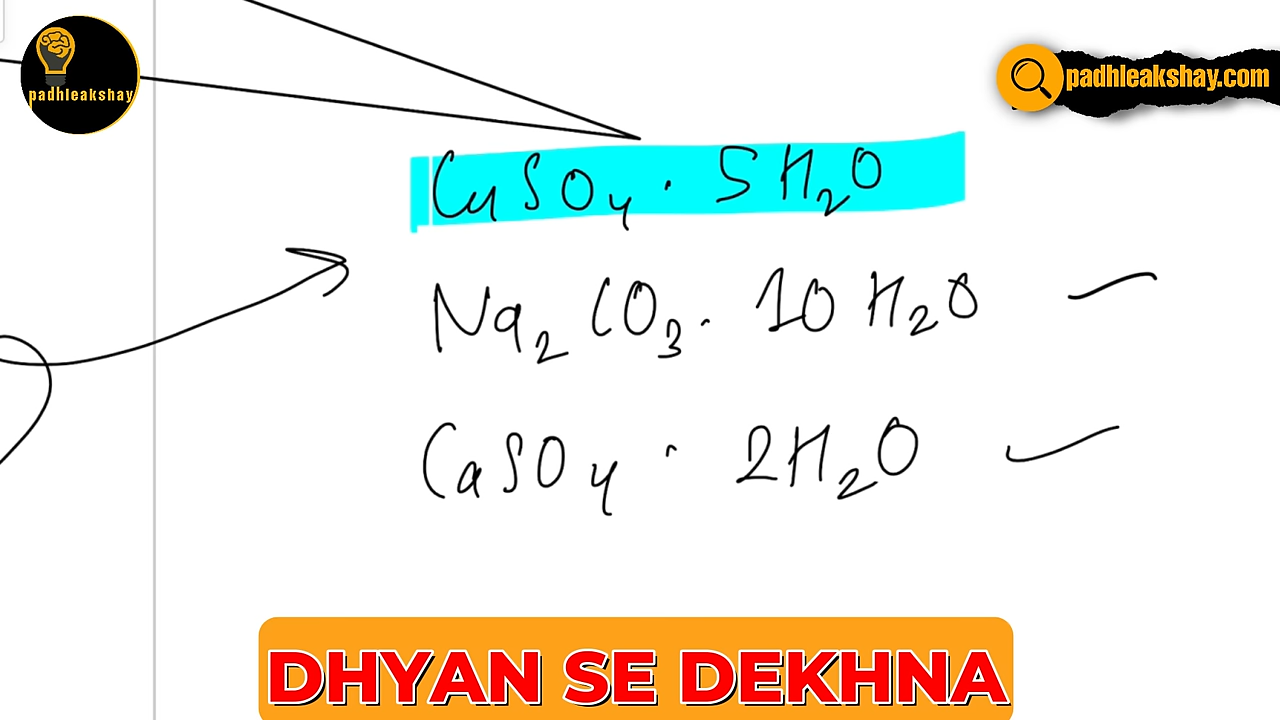 padhleakshay
padhleakshay.com
CuSO4 · 5H2O
Na2CO3 · 10H2O
CaSO4 · 2H2O
DHYAN SE DEKHNA